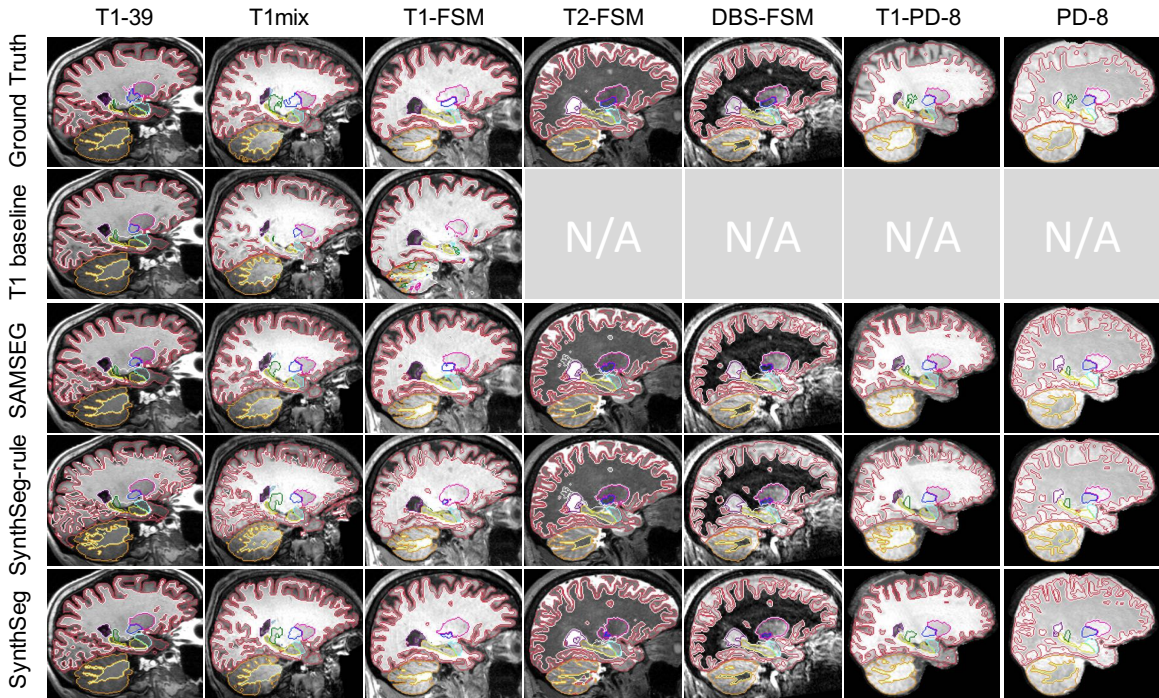 T1-39 T1mix T1-FSM T2-FSM DBS-FSM T1-PD-8 PD-8
Ground Truth
T1 baseline
N/A N/A N/A N/A
SAMSEG
SynthSeg-rule
SynthSeg